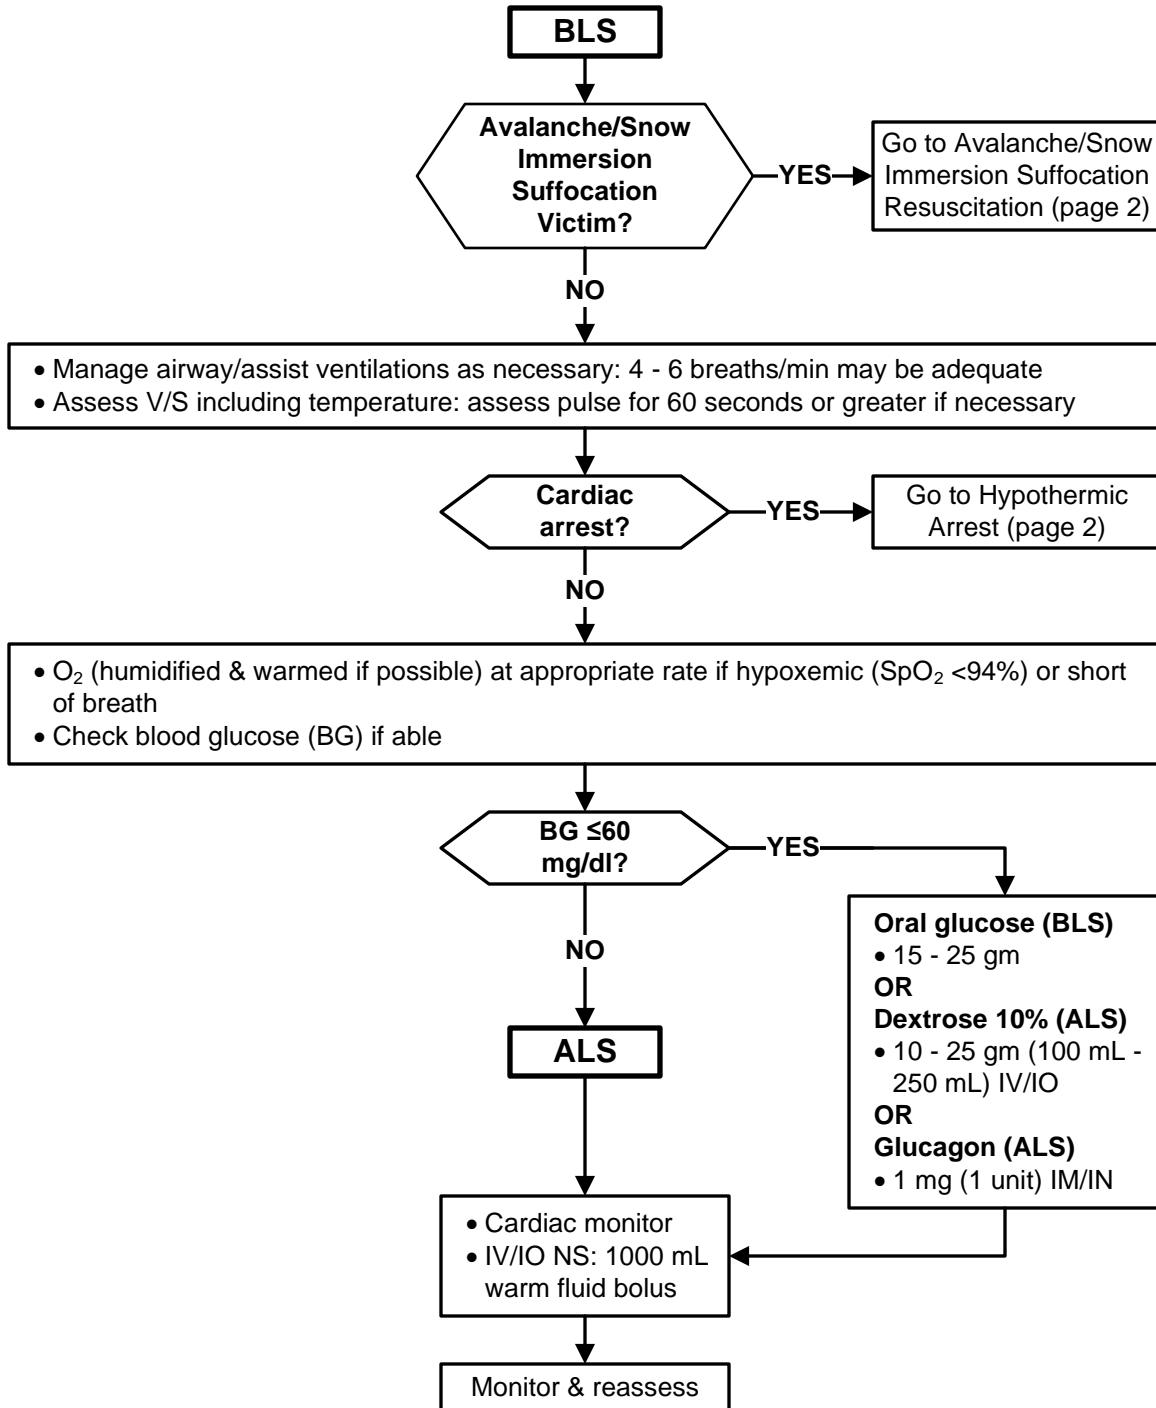 BLS
Avalanche/Snow
Immersion
Suffocation
Victim?
YES
Go to Avalanche/Snow
Immersion Suffocation
Resuscitation (page 2)
NO
• Manage airway/assist ventilations as necessary: 4 - 6 breaths/min may be adequate
• Assess V/S including temperature: assess pulse for 60 seconds or greater if necessary
Cardiac
arrest?
YES
Go to Hypothermic
Arrest (page 2)
NO
• O₂ (humidified & warmed if possible) at appropriate rate if hypoxemic (SpO₂ <94%) or short
of breath
• Check blood glucose (BG) if able
BG ≤60
mg/dl?
YES
Oral glucose (BLS)
• 15 - 25 gm
OR
Dextrose 10% (ALS)
• 10 - 25 gm (100 mL -
250 mL) IV/IO
OR
Glucagon (ALS)
• 1 mg (1 unit) IM/IN
NO
ALS
• Cardiac monitor
• IV/IO NS: 1000 mL
warm fluid bolus
Monitor & reassess